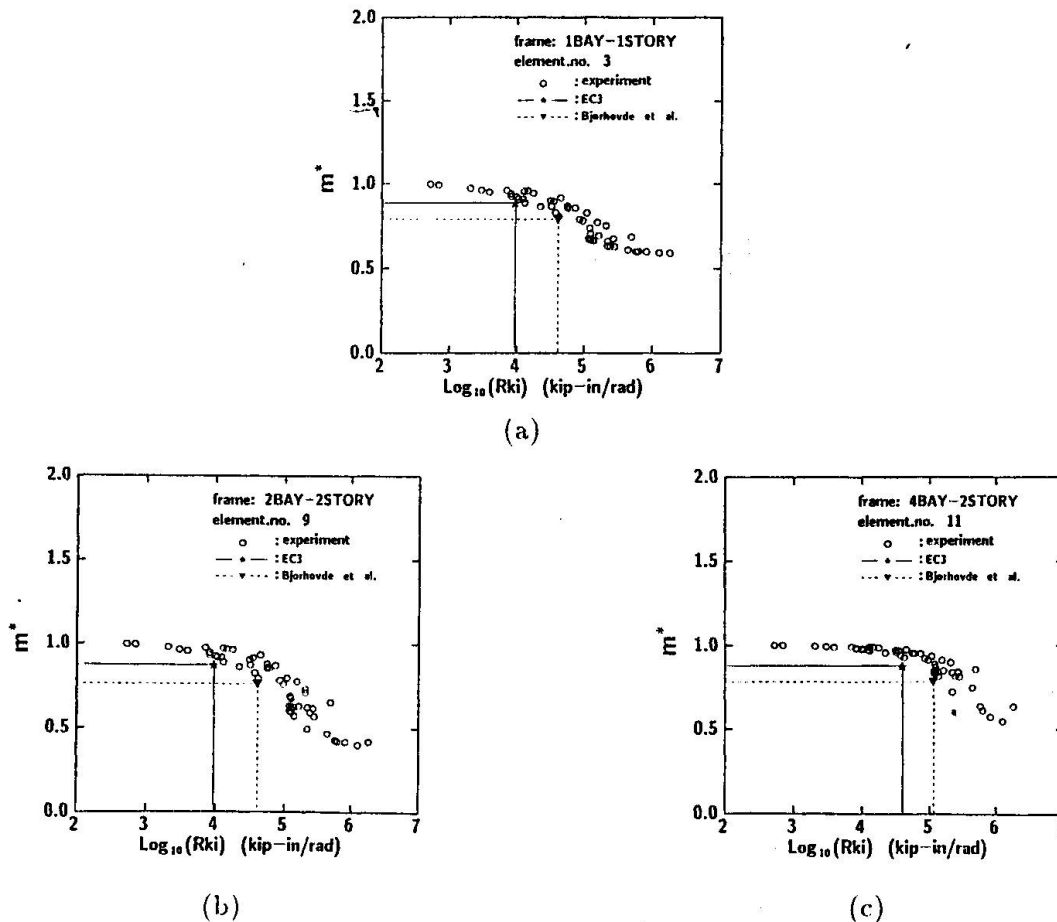 2.0
1.5
1.0
0.5
0.0
m*
frame: 1BAY-1STORY
element.no. 3
: experiment
: EC3
: Bjorhovde et al.
2 3 4 5 6 7
Log₁₀(Rki) (kip-in/rad)
(a)
2.0
1.5
1.0
0.5
0.0
m*
frame: 2BAY-2STORY
element.no. 9
: experiment
: EC3
: Bjorhovde et al.
2 3 4 5 6 7
Log₁₀(Rki) (kip-in/rad)
(b)
2.0
1.5
1.0
0.5
0.0
m*
frame: 4BAY-2STORY
element.no. 11
: experiment
: EC3
: Bjorhovde et al.
2 3 4 5 6
Log₁₀(Rki) (kip-in/rad)
(c)